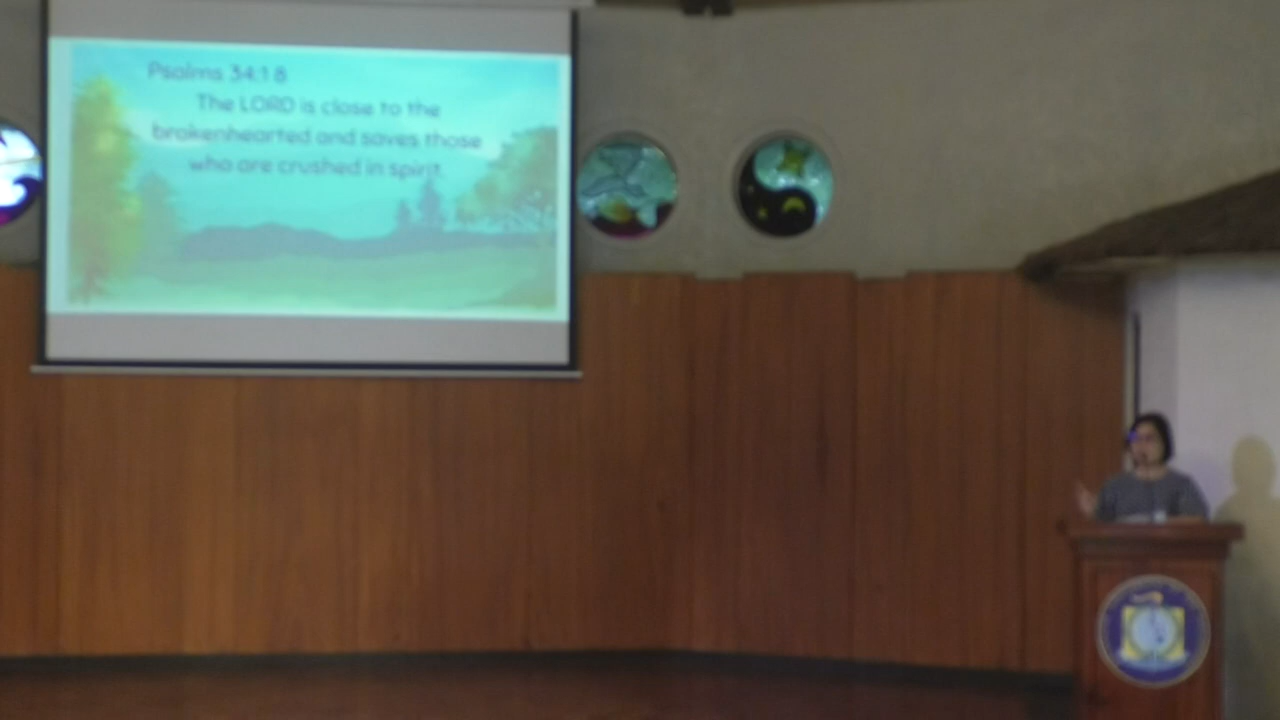 Psalms 34:18
The LORD is close to the
brokenhearted and saves those
who are crushed in spirit.